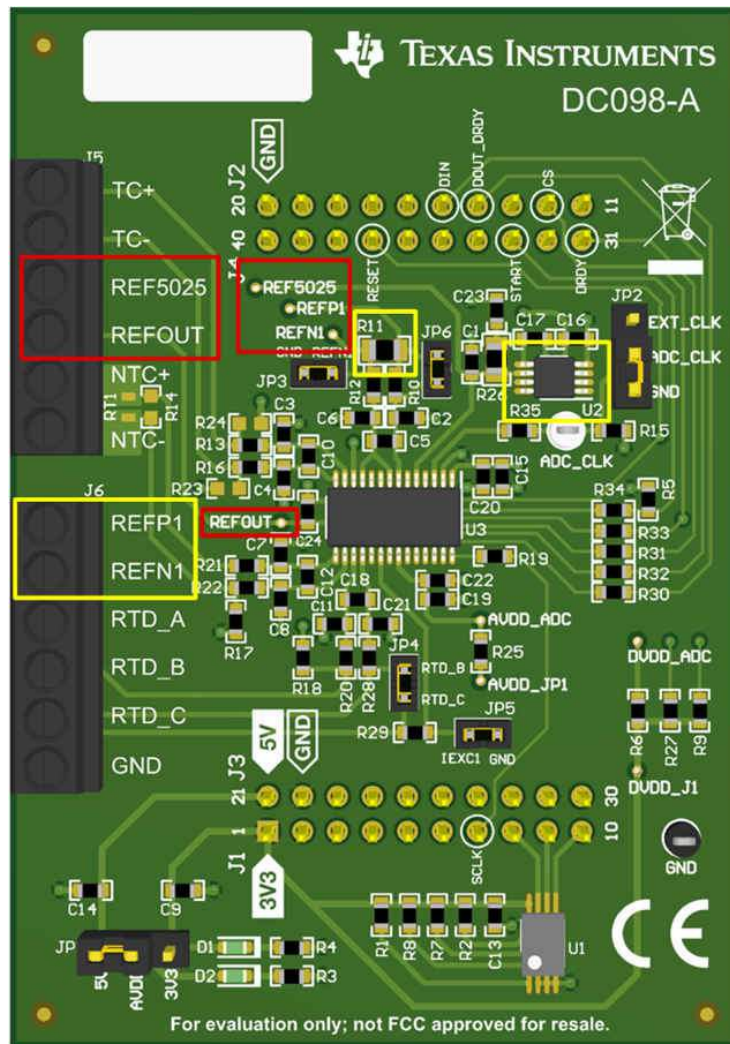 TEXAS INSTRUMENTS
DC098-A
J5
TC+
TC-
REF5025
REFOUT
NTC+
NTC-
RT1
R14
J2
GND
20
11
40
31
J4
DIN
DOUT_DRDY
CS
RESET
START
DRDY
REF5025
REFP1
REFN1
GND REFN1
JP3
R11
JP6
C23
C17
C16
C1
R26
U2
JP2
EXT_CLK
ADC_CLK
GND
R12
R10
C6
C2
C5
R35
R15
ADC_CLK
R24
C3
R13
R16
C10
C4
R23
C15
C20
REFOUT
C24
U3
R34
R5
R33
R31
R32
R30
J6
REFP1
REFN1
RTD_A
RTD_B
RTD_C
GND
C7
R21
R22
C12
C8
R17
R19
C18
C22
C19
C11
C21
AVDD_ADC
R25
AVDD_JP1
R18
R20
R28
JP4
RTD_B
RTD_C
R29
JP5
IEXC1 GND
DVDD_ADC
R6
R27
R9
DVDD_J1
5V
GND
J3
21
30
1
10
J1
3V3
SCLK
GND
C14
C9
JP
5V
AVDD
3V3
D1
R4
D2
R3
R1
R8
R7
R2
C13
U1
CE
For evaluation only; not FCC approved for resale.